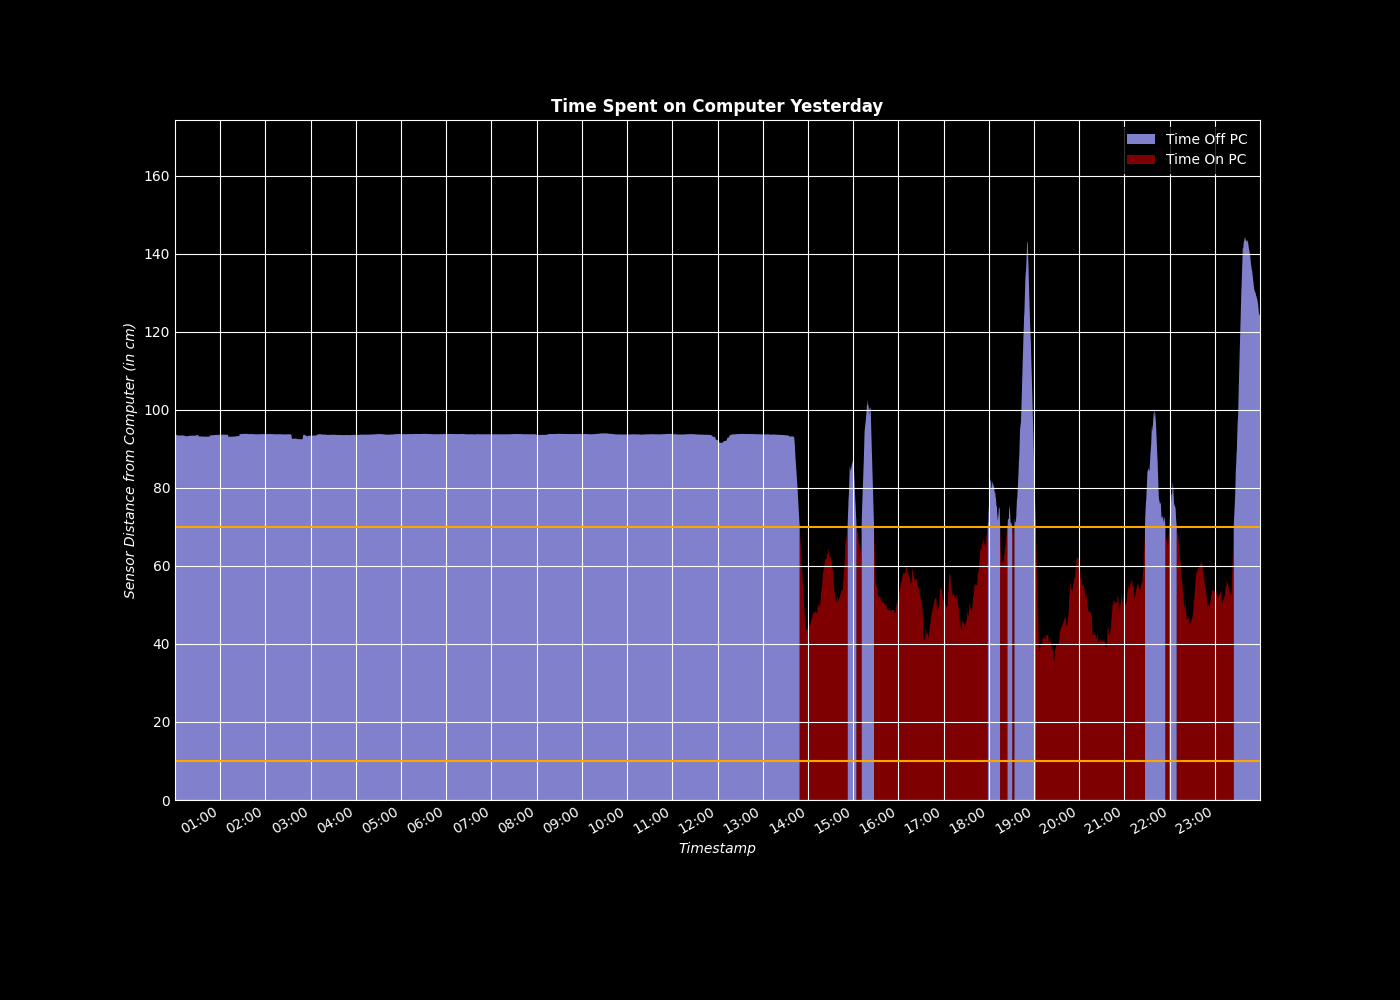 Time Spent on Computer Yesterday
Time Off PC
Time On PC
Sensor Distance from Computer (in cm)
160
140
120
100
80
60
40
20
0
01:00 02:00 03:00 04:00 05:00 06:00 07:00 08:00 09:00 10:00 11:00 12:00 13:00 14:00 15:00 16:00 17:00 18:00 19:00 20:00 21:00 22:00 23:00
Timestamp